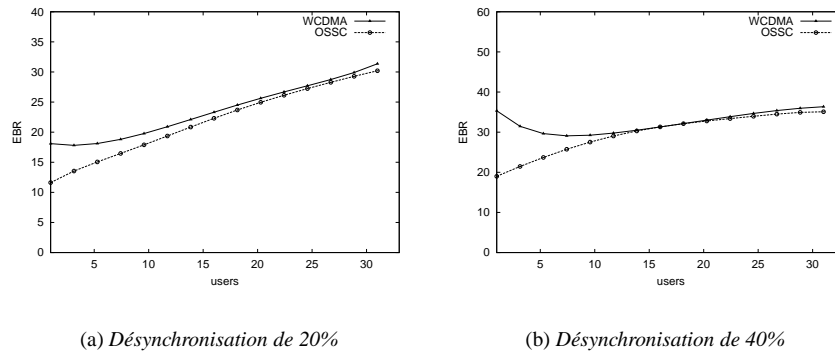 40
35
30
25
20
15
10
5
0
EBR
5 10 15 20 25 30
users
WCDMA
OSSC
(a) Désynchronisation de 20%
60
50
40
30
20
10
0
EBR
5 10 15 20 25 30
users
WCDMA
OSSC
(b) Désynchronisation de 40%